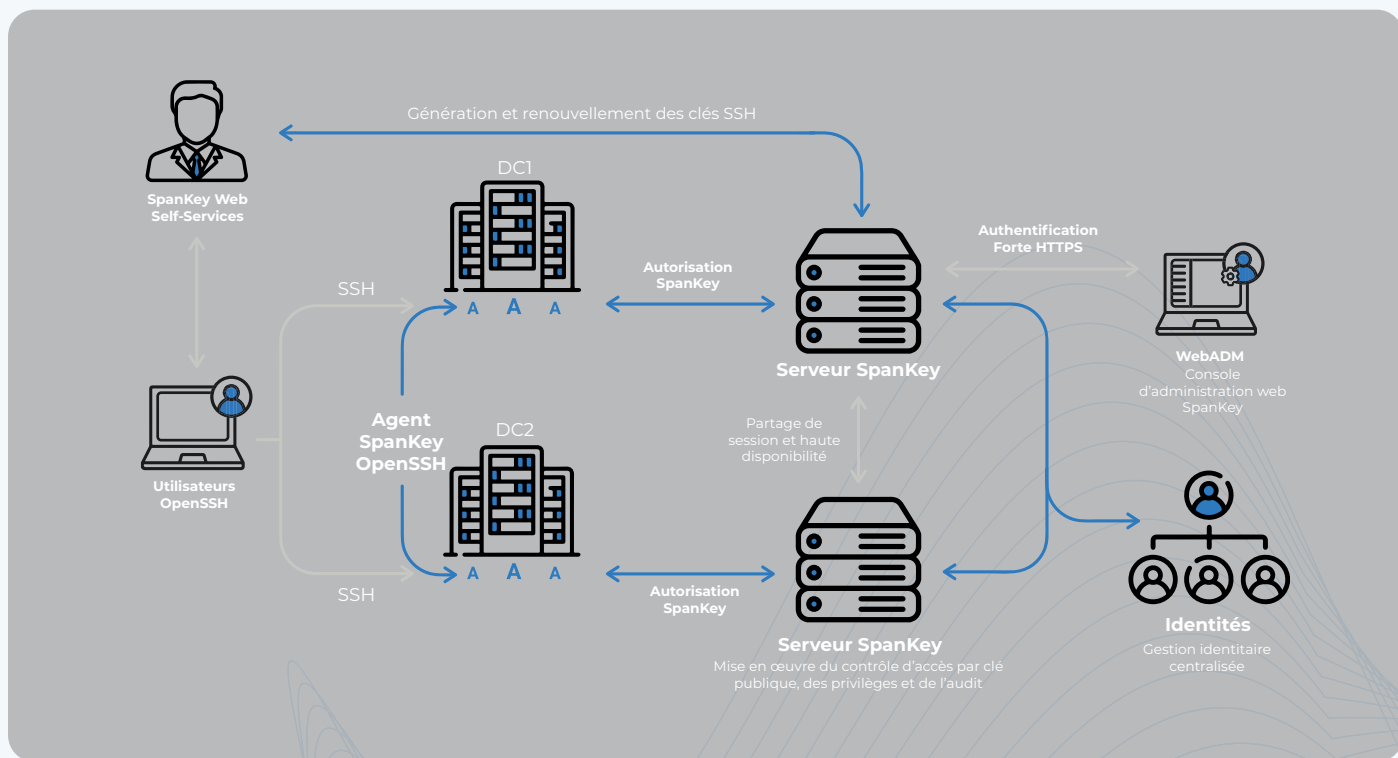 Génération et renouvellement des clés SSH
SpanKey Web
Self-Services
DC1
SSH
A A A
Autorisation
SpanKey
Serveur SpanKey
Authentification
Forte HTTPS
WebADM
Console
d’administration web
SpanKey
Utilisateurs
OpenSSH
Agent
SpanKey
OpenSSH
DC2
Partage de
session et haute
disponibilité
SSH
A A A
Autorisation
SpanKey
Serveur SpanKey
Mise en œuvre du contrôle d’accès par clé
publique, des privilèges et de l’audit
Identités
Gestion identitaire
centralisée